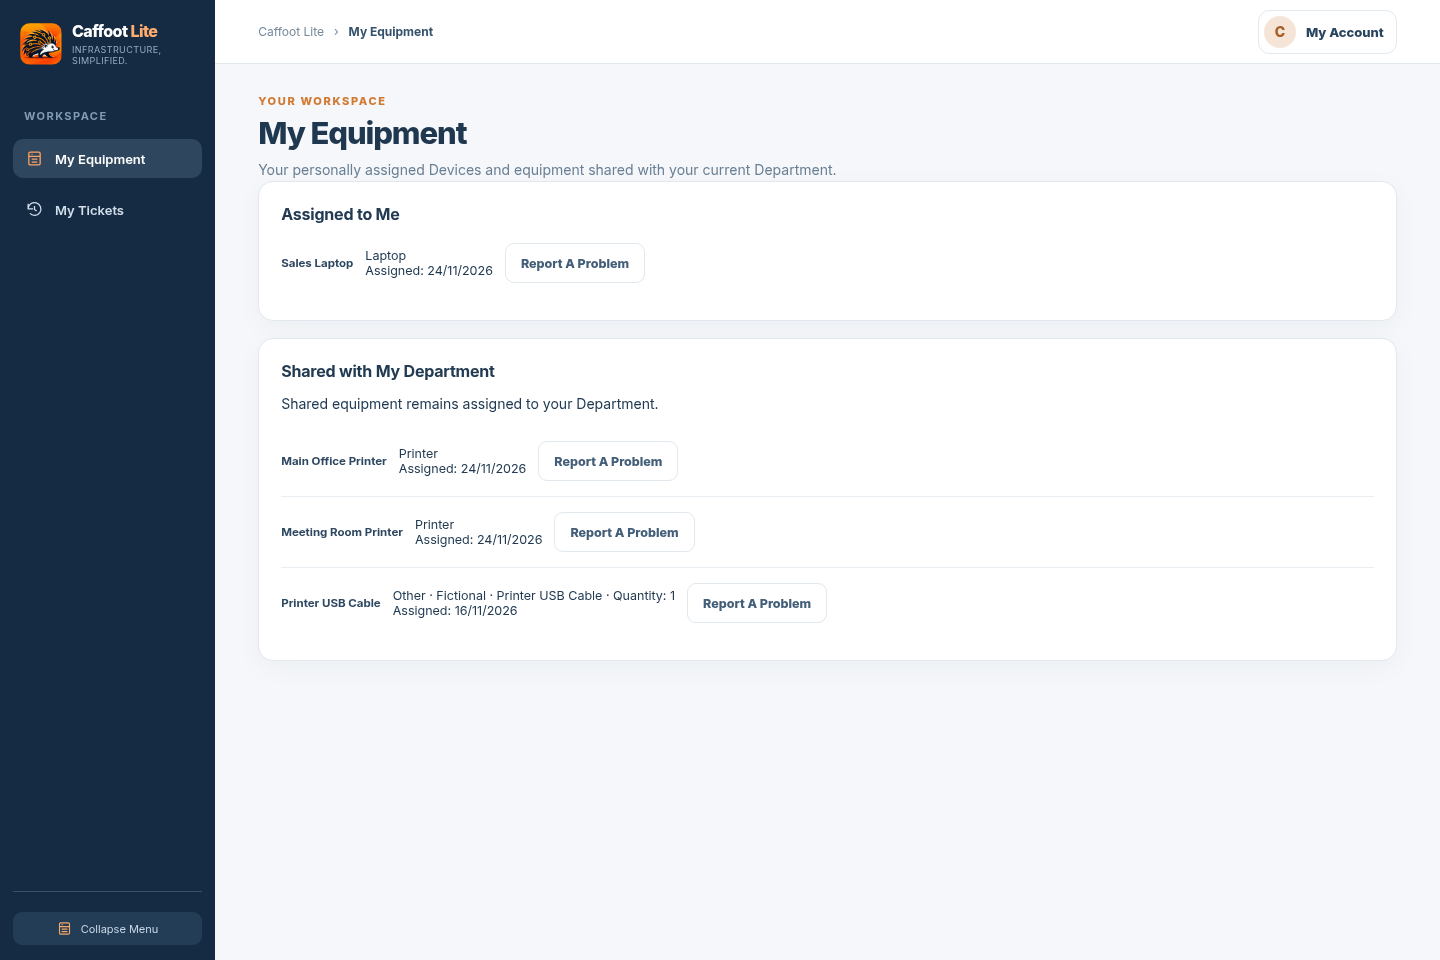 Caffoot Lite
INFRASTRUCTURE,
SIMPLIFIED.
WORKSPACE
My Equipment
My Tickets
Collapse Menu
Caffoot Lite › My Equipment
C My Account
YOUR WORKSPACE
My Equipment
Your personally assigned Devices and equipment shared with your current Department.
Assigned to Me
Sales Laptop
Laptop
Assigned: 24/11/2026
Report A Problem
Shared with My Department
Shared equipment remains assigned to your Department.
Main Office Printer
Printer
Assigned: 24/11/2026
Report A Problem
Meeting Room Printer
Printer
Assigned: 24/11/2026
Report A Problem
Printer USB Cable
Other · Fictional · Printer USB Cable · Quantity: 1
Assigned: 16/11/2026
Report A Problem